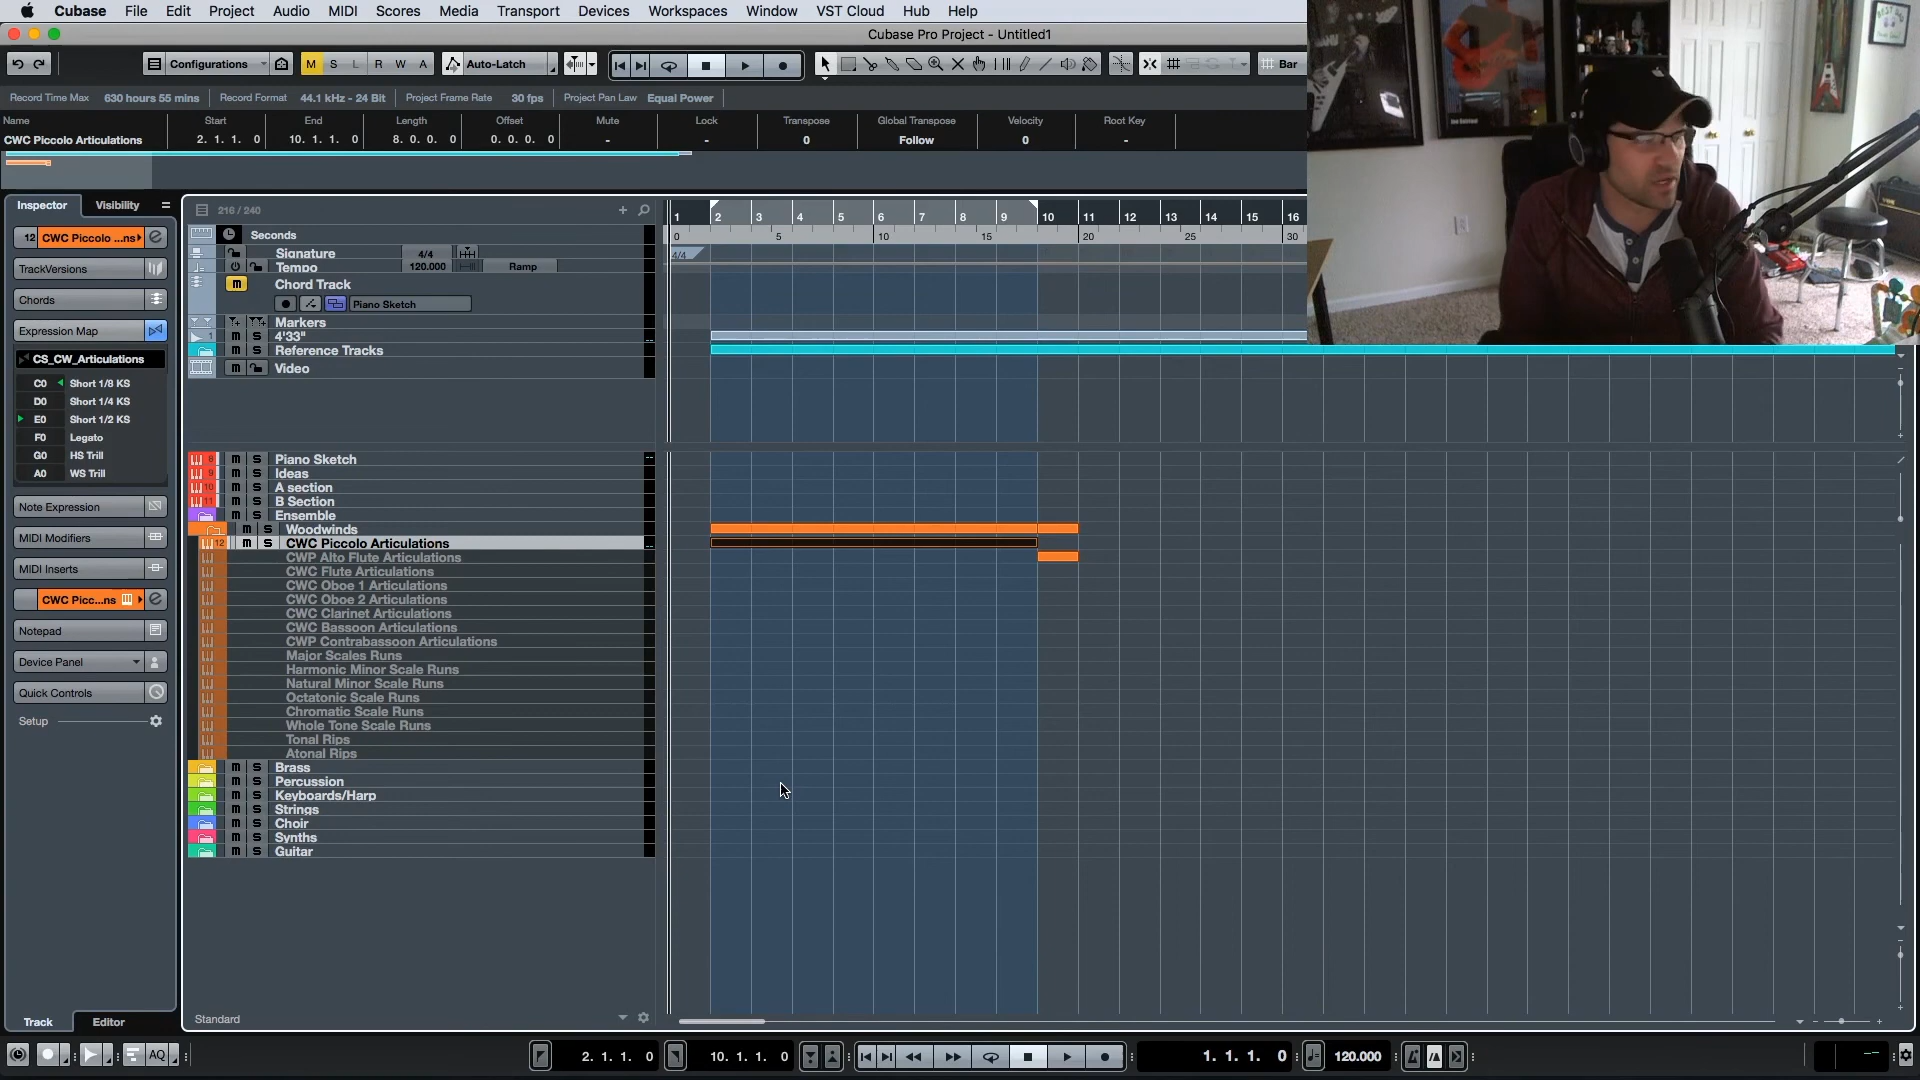 Cubase File Edit Project Audio MIDI Scores Media Transport Devices Workspaces Window VST Cloud Hub Help
Cubase Pro Project - Untitled1
Configurations M S L R W A Auto-Latch Bar
Record Time Max 630 hours 55 mins Record Format 44.1 kHz - 24 Bit Project Frame Rate 30 fps Project Pan Law Equal Power
Name Start End Length Offset Mute Lock Transpose Global Transpose Velocity Root Key
CWC Piccolo Articulations 2. 1. 1. 0 10. 1. 1. 0 8. 0. 0. 0 0. 0. 0. 0 - - 0 Follow 0 -
Inspector Visibility
216 / 240
1 2 3 4 5 6 7 8 9 10 11 12 13 14 15 16
0 5 10 15 20 25 30
12 CWC Piccolo ...ns
TrackVersions
Chords
Expression Map
CS_CW_Articulations
C0 Short 1/8 KS
D0 Short 1/4 KS
E0 Short 1/2 KS
F0 Legato
G0 HS Trill
A0 WS Trill
Note Expression
MIDI Modifiers
MIDI Inserts
CWC Picc...ns
Notepad
Device Panel
Quick Controls
Setup
Seconds
Signature 4/4
4/4
Tempo 120.000 Ramp
m Chord Track
Piano Sketch
Markers
1 m S 4'33"
m S Reference Tracks
m Video
8 m S Piano Sketch
9 m S Ideas
10 m S A section
11 m S B Section
m S Ensemble
m S Woodwinds
12 m S CWC Piccolo Articulations
CWP Alto Flute Articulations
CWC Flute Articulations
CWC Oboe 1 Articulations
CWC Oboe 2 Articulations
CWC Clarinet Articulations
CWC Bassoon Articulations
CWP Contrabassoon Articulations
Major Scales Runs
Harmonic Minor Scale Runs
Natural Minor Scale Runs
Octatonic Scale Runs
Chromatic Scale Runs
Whole Tone Scale Runs
Tonal Rips
Atonal Rips
m S Brass
m S Percussion
m S Keyboards/Harp
m S Strings
m S Choir
m S Synths
m S Guitar
Standard
Track Editor
AQ 2. 1. 1. 0 10. 1. 1. 0 1. 1. 1. 0 120.000